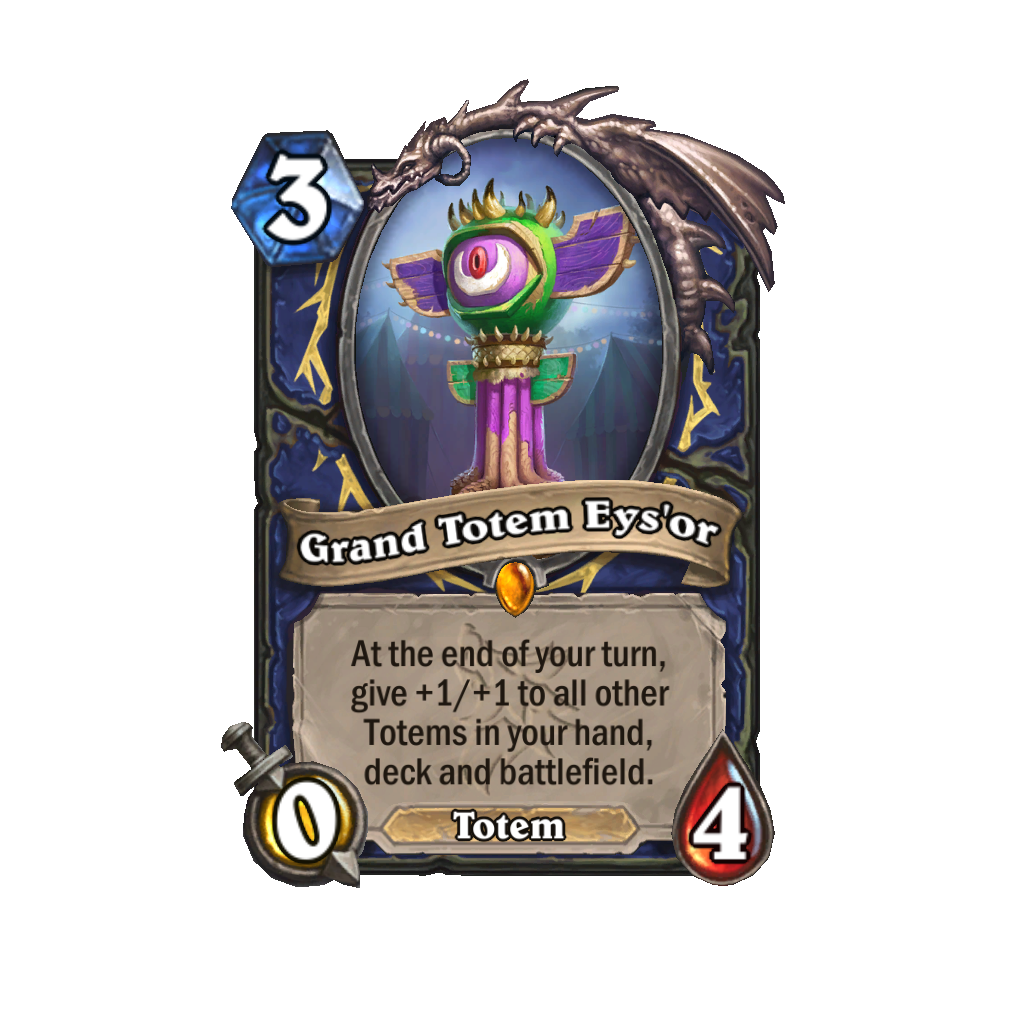 3
Grand Totem Eys'or
At the end of your turn,
give +1/+1 to all other
Totems in your hand,
deck and battlefield.
0
Totem
4